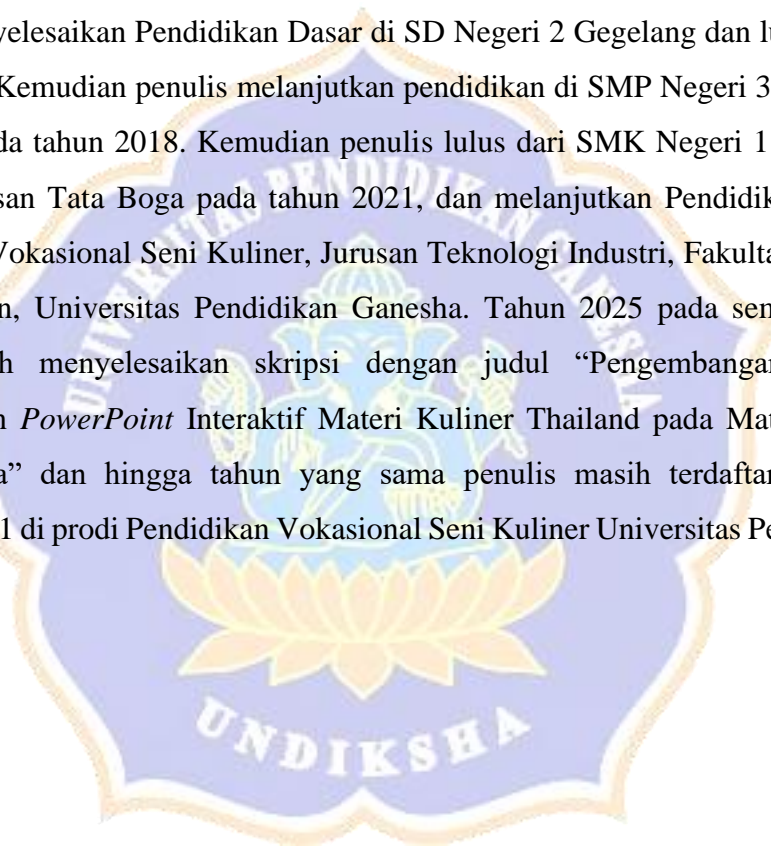 yelesaikan Pendidikan Dasar di SD Negeri 2 Gegelang dan lu
Kemudian penulis melanjutkan pendidikan di SMP Negeri 3
da tahun 2018. Kemudian penulis lulus dari SMK Negeri 1
san Tata Boga pada tahun 2021, dan melanjutkan Pendidik
Vokasional Seni Kuliner, Jurusan Teknologi Industri, Fakulta
n, Universitas Pendidikan Ganesha. Tahun 2025 pada sen
h menyelesaikan skripsi dengan judul “Pengembangan
n PowerPoint Interaktif Materi Kuliner Thailand pada Mat
a” dan hingga tahun yang sama penulis masih terdaftar
1 di prodi Pendidikan Vokasional Seni Kuliner Universitas Pe
UNIVERSITAS PENDIDIKAN GANESHA
UNDIKSHA